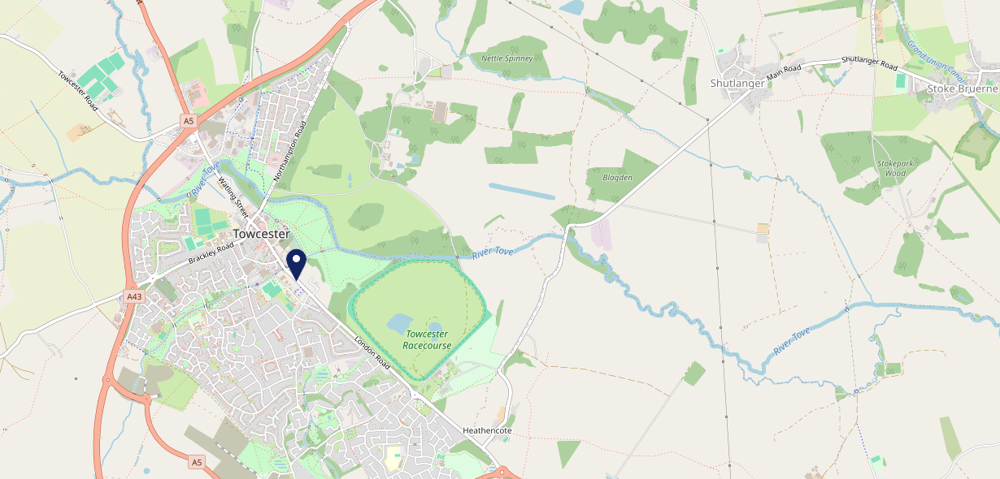 Nettle Spinney
Grand Union Canal
Shutlanger Road
Main Road
Shutlanger
Stoke Bruerne
Towcester Road
A5
Northampton Road
Stokepark
Wood
Blagden
River Tove
Watling Street
Towcester
River Tove
Brackley Road
A43
Towcester
Racecourse
London Road
River Tove
Heathencote
A5